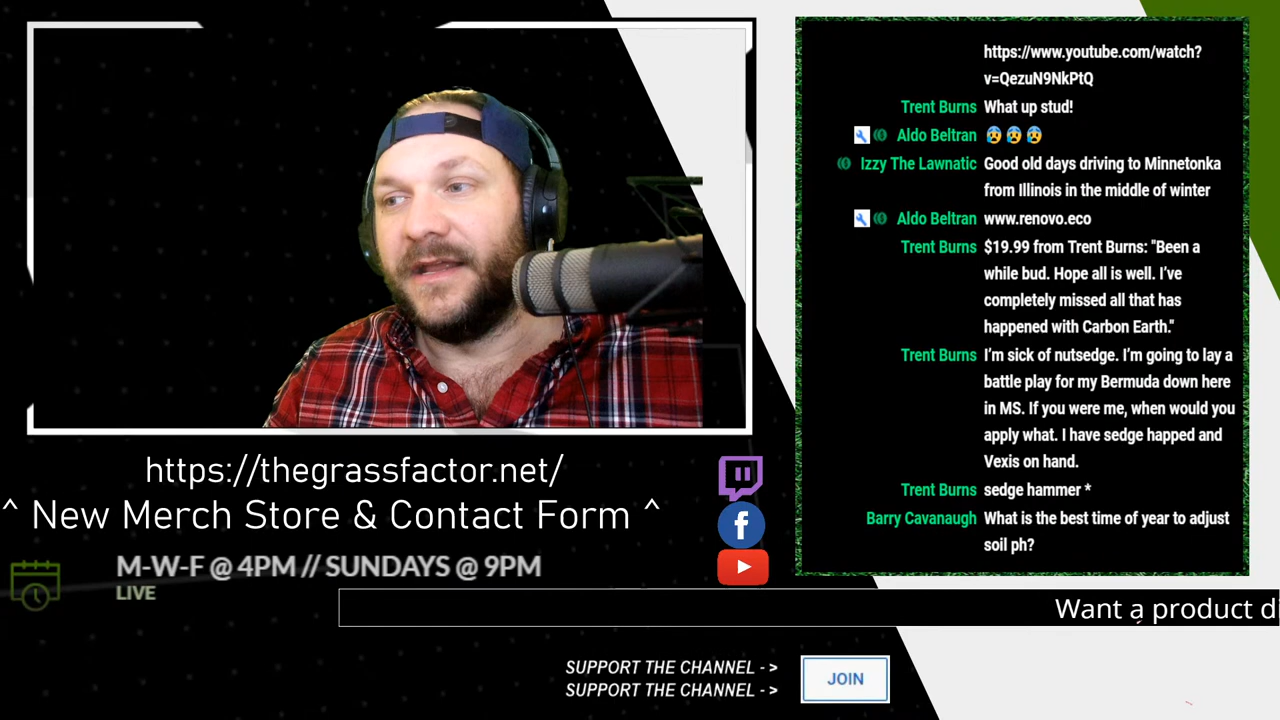 https://www.youtube.com/watch?
v=QezuN9NkPtQ
Trent Burns What up stud!
Aldo Beltran 😰😰😰
Izzy The Lawnatic Good old days driving to Minnetonka
from Illinois in the middle of winter
Aldo Beltran www.renovo.eco
Trent Burns $19.99 from Trent Burns: "Been a
while bud. Hope all is well. I've
completely missed all that has
happened with Carbon Earth."
Trent Burns I'm sick of nutsedge. I'm going to lay a
battle play for my Bermuda down here
in MS. If you were me, when would you
apply what. I have sedge happed and
Vexis on hand.
Trent Burns sedge hammer *
Barry Cavanaugh What is the best time of year to adjust
soil ph?
https://thegrassfactor.net/
^ New Merch Store & Contact Form ^
M-W-F @ 4PM // SUNDAYS @ 9PM
LIVE
Want a product di
SUPPORT THE CHANNEL - >
SUPPORT THE CHANNEL - >
JOIN